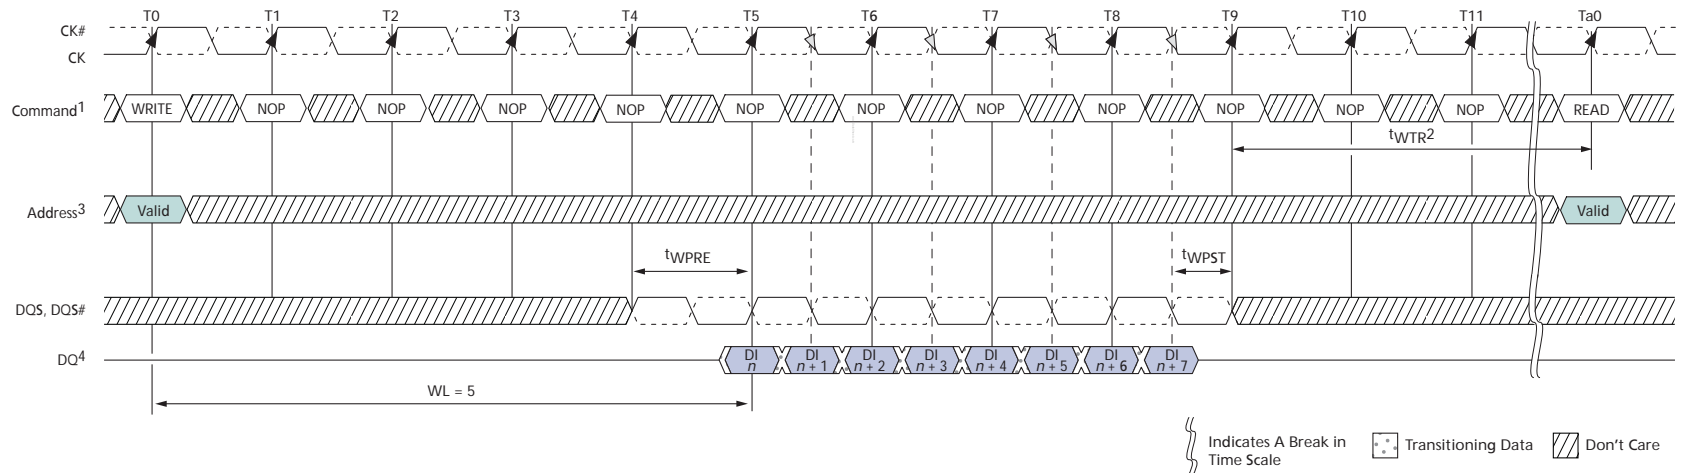 T0 T1 T2 T3 T4 T5 T6 T7 T8 T9 T10 T11 Ta0
CK#
CK
Command1 WRITE NOP NOP NOP NOP NOP NOP NOP NOP NOP NOP NOP READ
tWTR2
Address3 Valid Valid
tWPRE tWPST
DQS, DQS#
DQ4 DI n DI n + 1 DI n + 2 DI n + 3 DI n + 4 DI n + 5 DI n + 6 DI n + 7
WL = 5
Indicates A Break in
Time Scale
Transitioning Data
Don't Care